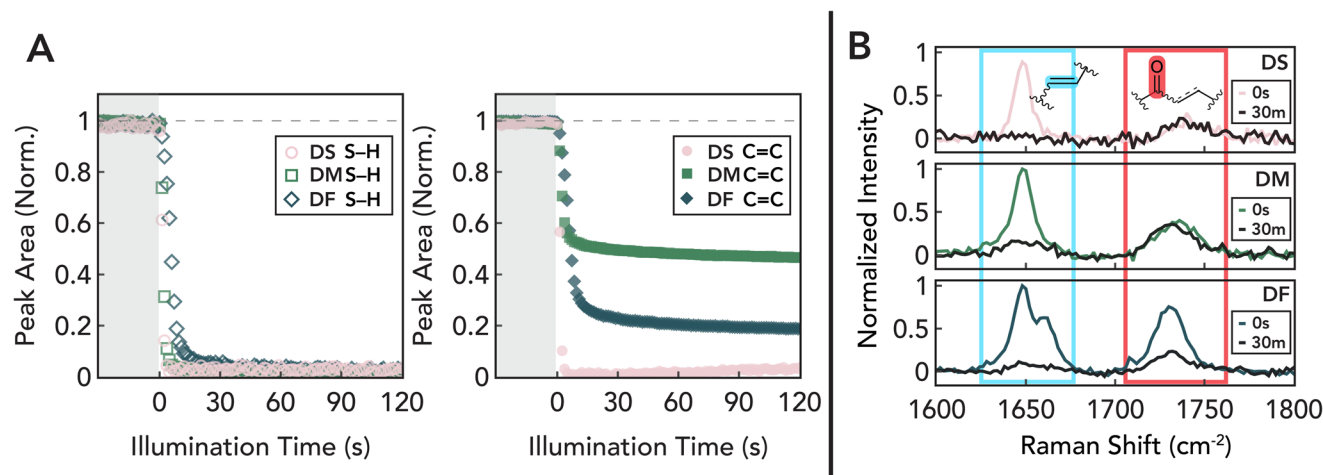 A
Peak Area (Norm.)
1
0.8
0.6
0.4
0.2
0
DS S–H
DM S–H
DF S–H
0 30 60 90 120
Illumination Time (s)
Peak Area (Norm.)
1
0.8
0.6
0.4
0.2
0
DS C=C
DM C=C
DF C=C
0 30 60 90 120
Illumination Time (s)
B
Normalized Intensity
1
0.5
0
O
DS
0s
30m
1
0.5
0
DM
0s
30m
1
0.5
0
DF
0s
30m
1600 1650 1700 1750 1800
Raman Shift (cm⁻²)